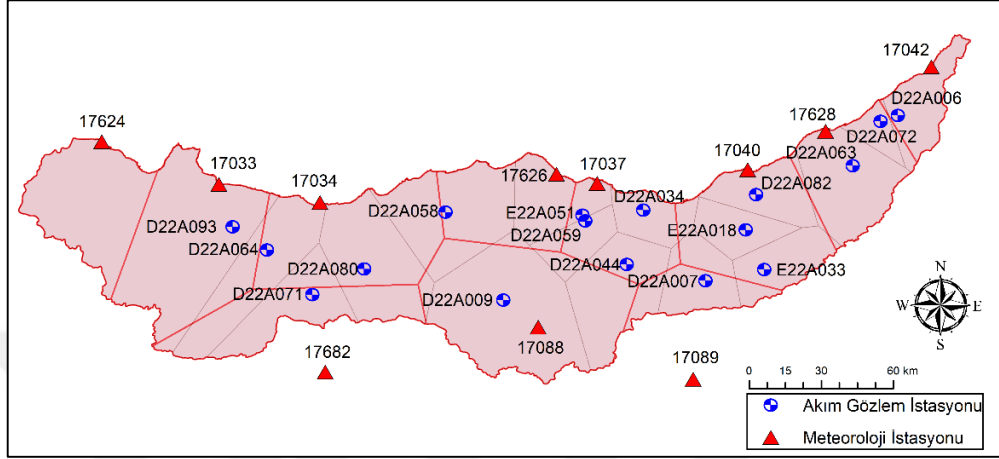 17042
D22A006
17624
17628
D22A072
D22A063
17033
17034
17626
17037
17040
D22A082
D22A034
D22A058
E22A051
D22A093
D22A059
E22A018
D22A064
D22A044
D22A080
E22A033
D22A071
D22A009
D22A007
17088
17682
17089
N
W E
S
0 15 30 60 km
Akım Gözlem İstasyonu
Meteoroloji İstasyonu